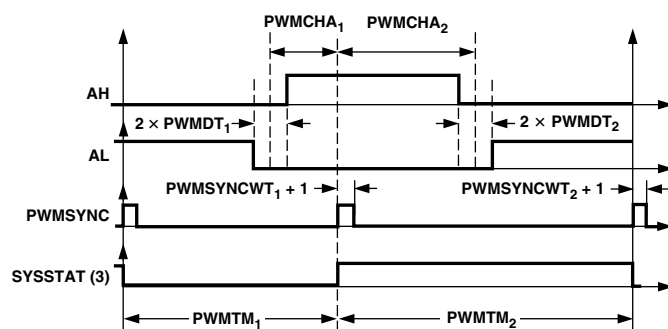 PWMCHA₁ PWMCHA₂
AH
2 × PWMDT₁ 2 × PWMDT₂
AL
PWMSYNCWT₁ + 1 PWMSYNCWT₂ + 1
PWMSYNC
SYSSTAT (3)
PWMTM₁ PWMTM₂